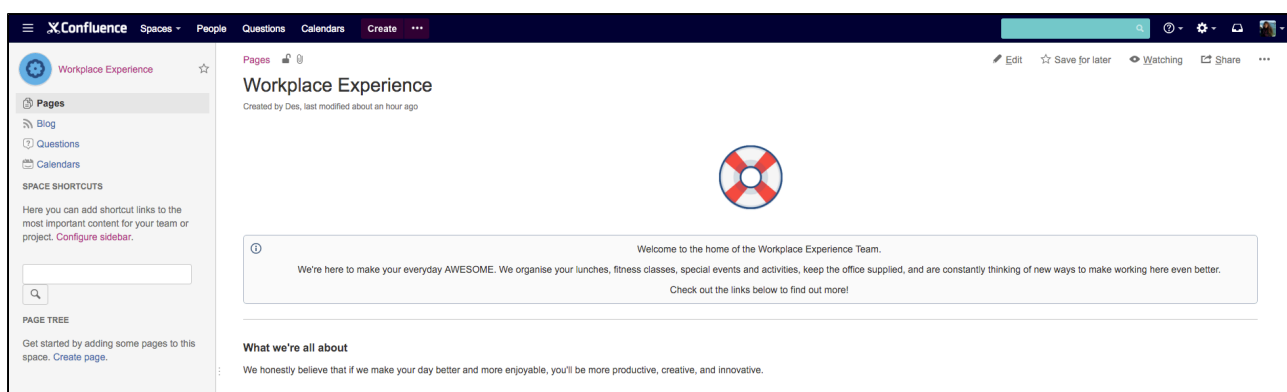 Confluence Spaces People Questions Calendars Create
Workplace Experience
Pages
Blog
Questions
Calendars
SPACE SHORTCUTS
Here you can add shortcut links to the
most important content for your team or
project. Configure sidebar.
PAGE TREE
Get started by adding some pages to this
space. Create page.
Pages
Edit Save for later Watching Share
Workplace Experience
Created by Des, last modified about an hour ago
Welcome to the home of the Workplace Experience Team.
We're here to make your everyday AWESOME. We organise your lunches, fitness classes, special events and activities, keep the office supplied, and are constantly thinking of new ways to make working here even better.
Check out the links below to find out more!
What we're all about
We honestly believe that if we make your day better and more enjoyable, you'll be more productive, creative, and innovative.